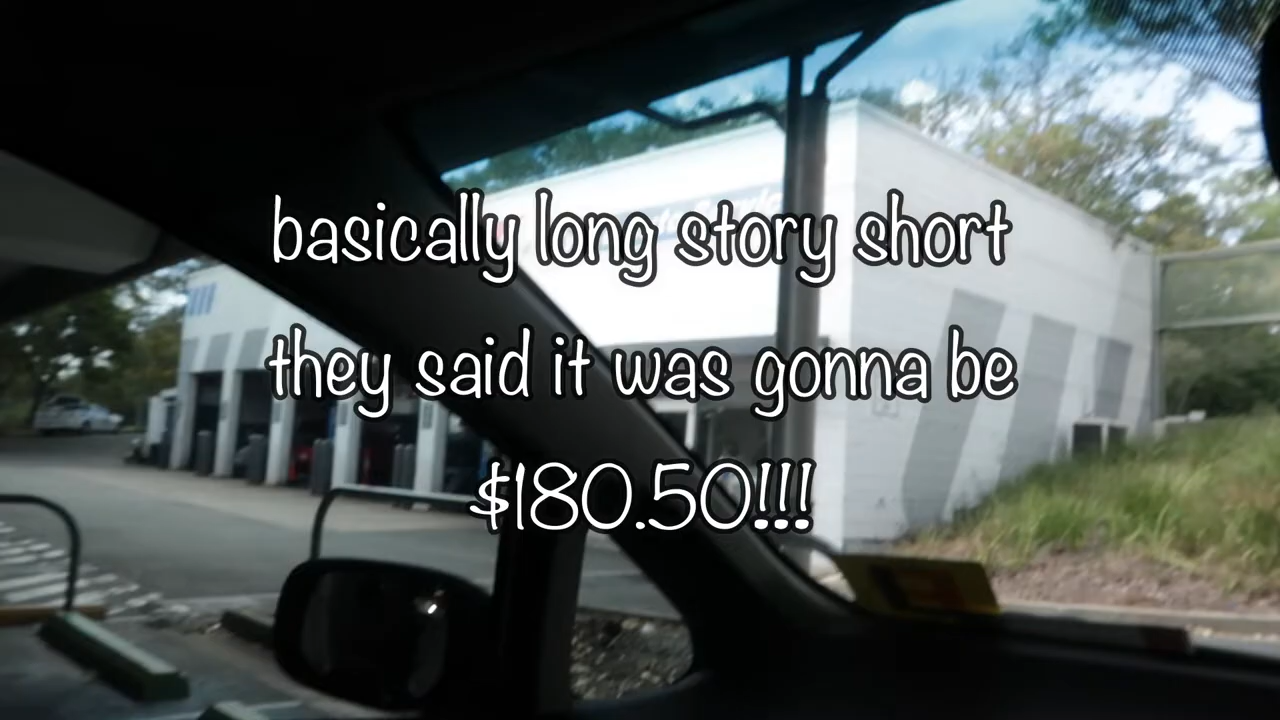 basically long story short
they said it was gonna be
$180.50!!!